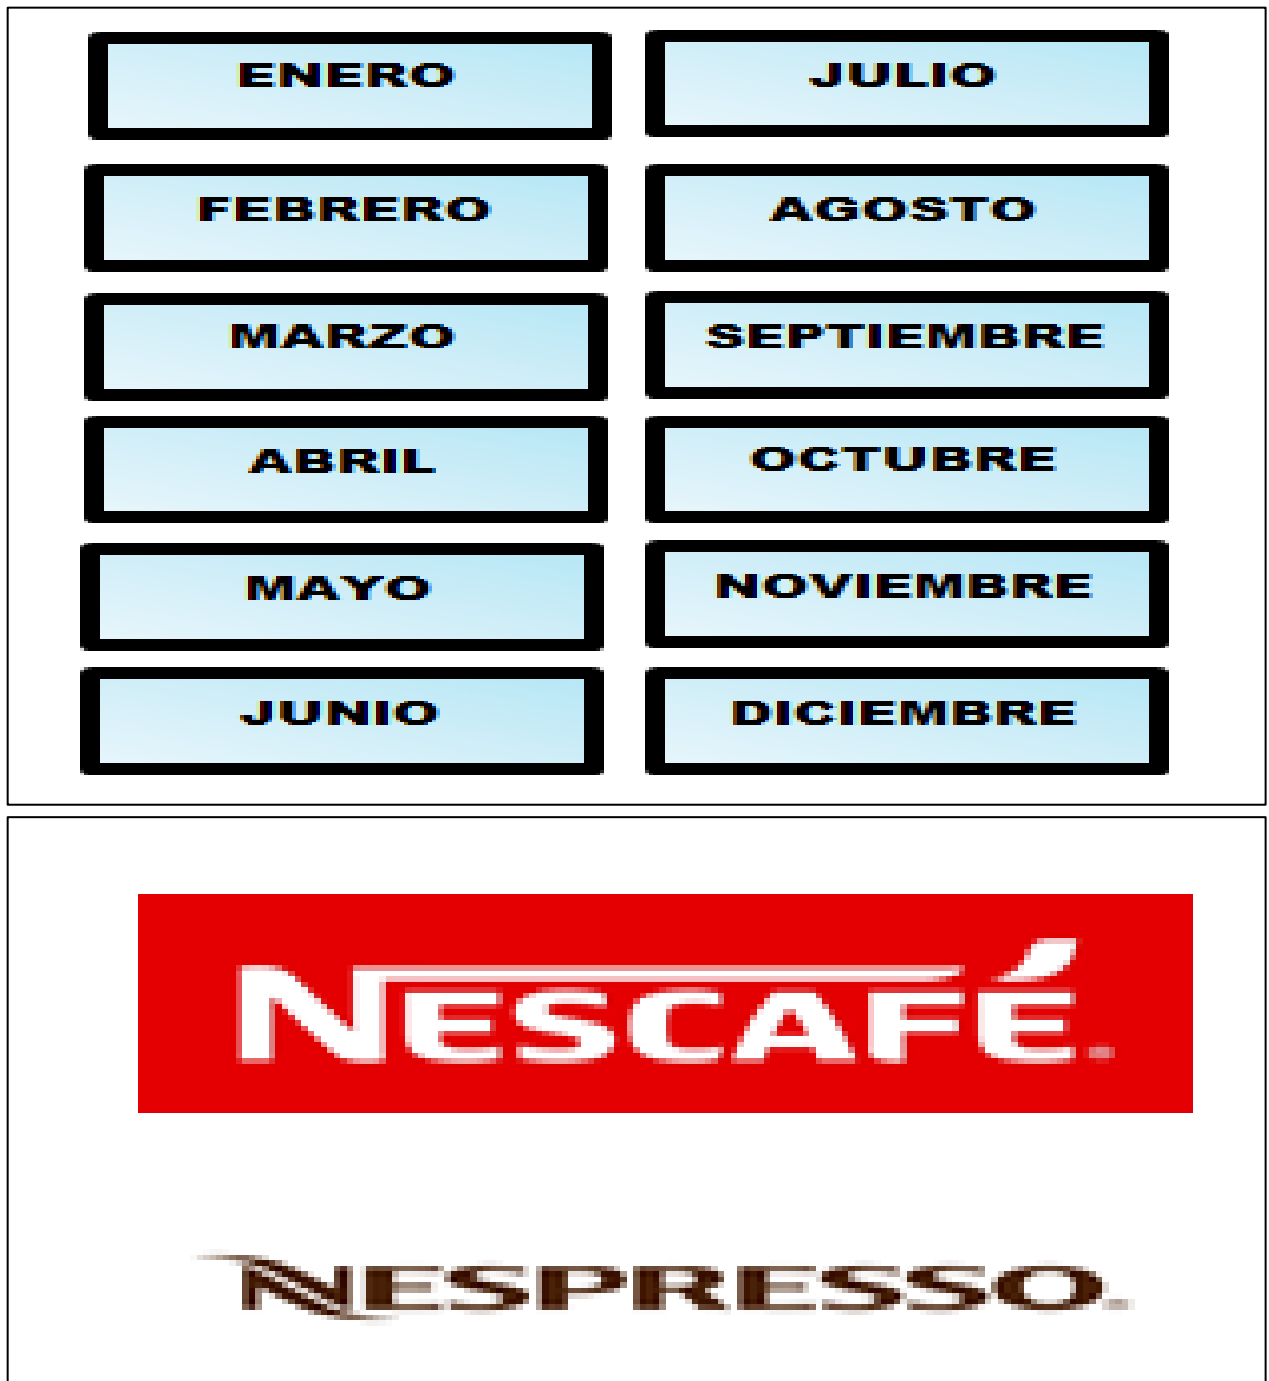 ENERO
FEBRERO
MARZO
ABRIL
MAYO
JUNIO
JULIO
AGOSTO
SEPTIEMBRE
OCTUBRE
NOVIEMBRE
DICIEMBRE
NESCAFÉ
NESPRESSO